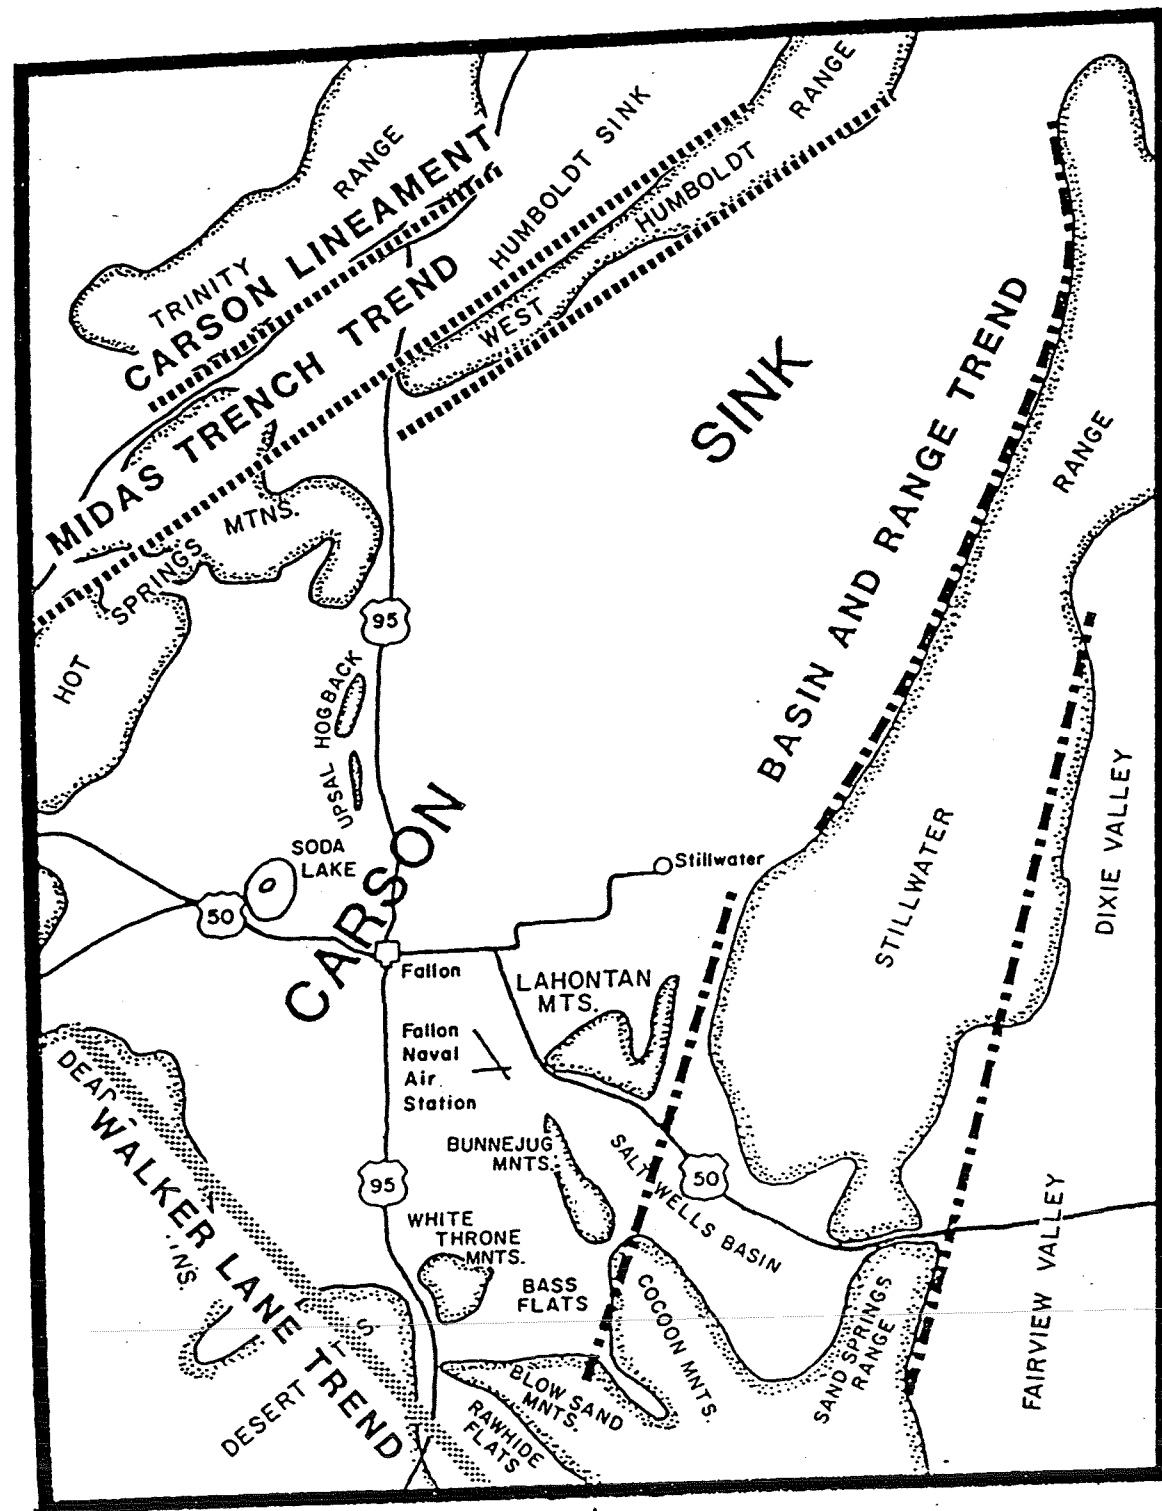 RANGE
HUMBOLDT SINK
RANGE
CARSON LINEAMENT
HUMBOLDT
TRINITY
MIDAS TRENCH TREND
WEST
SINK
BASIN AND RANGE TREND
RANGE
MTNS.
SPRINGS
HOT
95
UPSAL HOGBACK
CARSON
SODA
LAKE
50
Stillwater
STILLWATER
DIXIE VALLEY
Fallon
LAHONTAN
MTS.
Fallon
Naval
Air
Station
DEAD
WALKER LANE TREND
BUNNEJUG
MNTS.
SALT WELLS BASIN
50
95
WHITE
THRONE
MNTS.
BASS
FLATS
COCOON MNTS.
SAND SPRINGS
RANGE
FAIRVIEW VALLEY
DESERT
BLOW SAND
MNTS.
RAWHIDE
FLATS